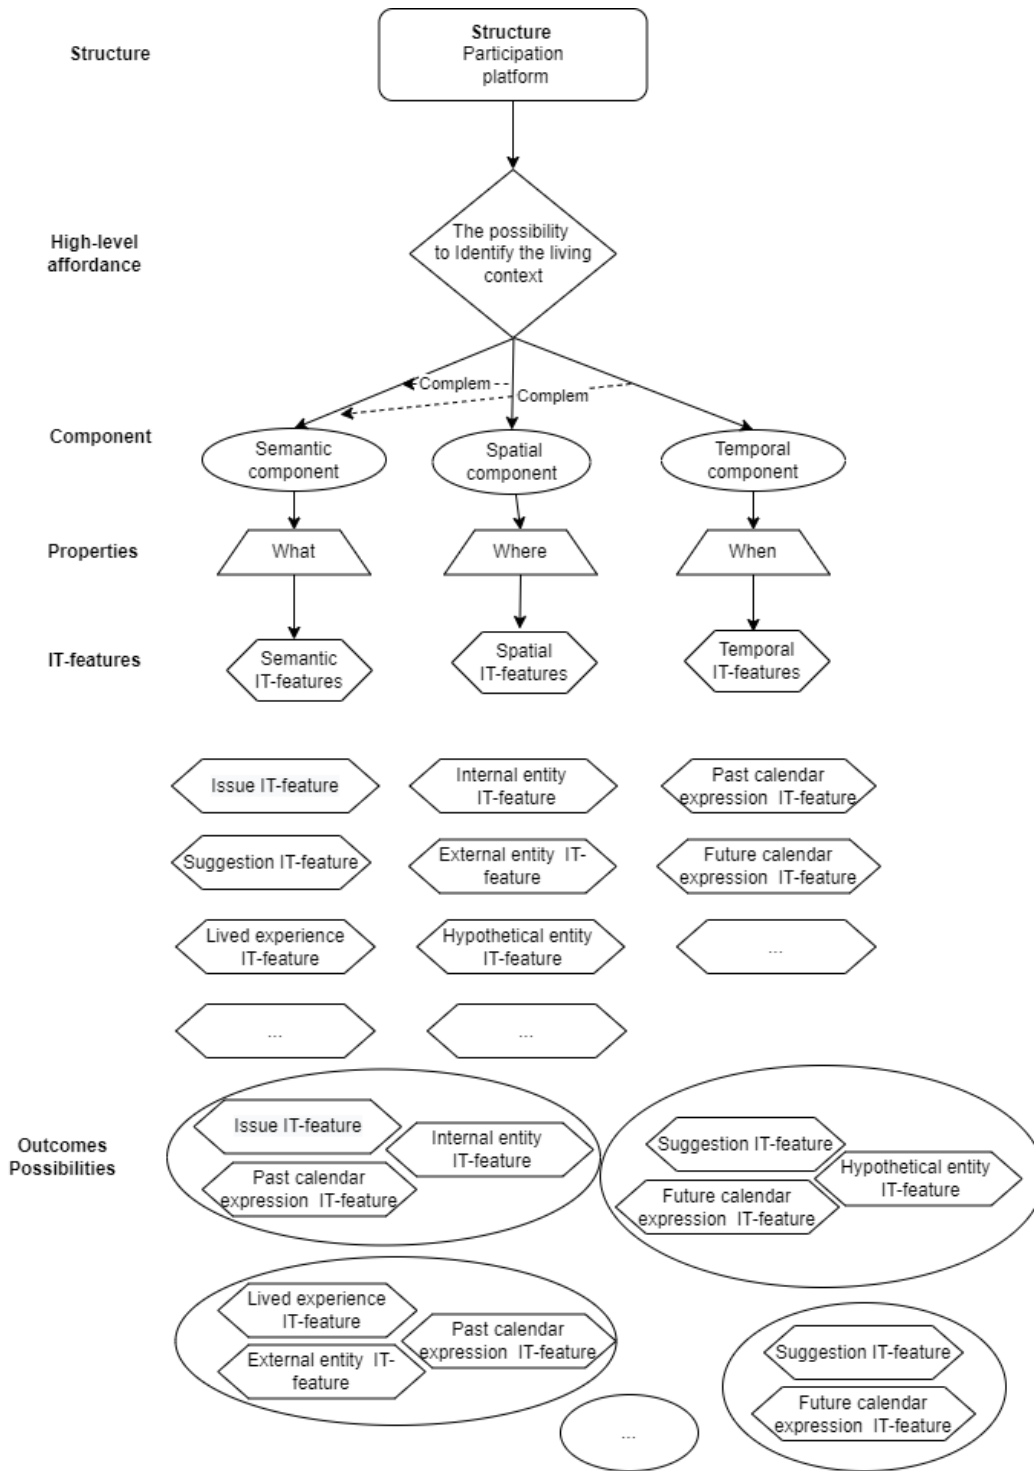 Structure
Structure
Participation
platform
High-level
affordance
The possibility
to Identify the living
context
Complem
Complem
Component
Semantic
component
Spatial
component
Temporal
component
Properties
What
Where
When
IT-features
Semantic
IT-features
Spatial
IT-features
Temporal
IT-features
Issue IT-feature
Internal entity
IT-feature
Past calendar
expression IT-feature
Suggestion IT-feature
External entity IT-
feature
Future calendar
expression IT-feature
Lived experience
IT-feature
Hypothetical entity
IT-feature
...
...
...
Outcomes
Possibilities
Issue IT-feature
Internal entity
IT-feature
Past calendar
expression IT-feature
Suggestion IT-feature
Hypothetical entity
IT-feature
Future calendar
expression IT-feature
Lived experience
IT-feature
Past calendar
expression IT-feature
External entity IT-
feature
Suggestion IT-feature
Future calendar
expression IT-feature
...